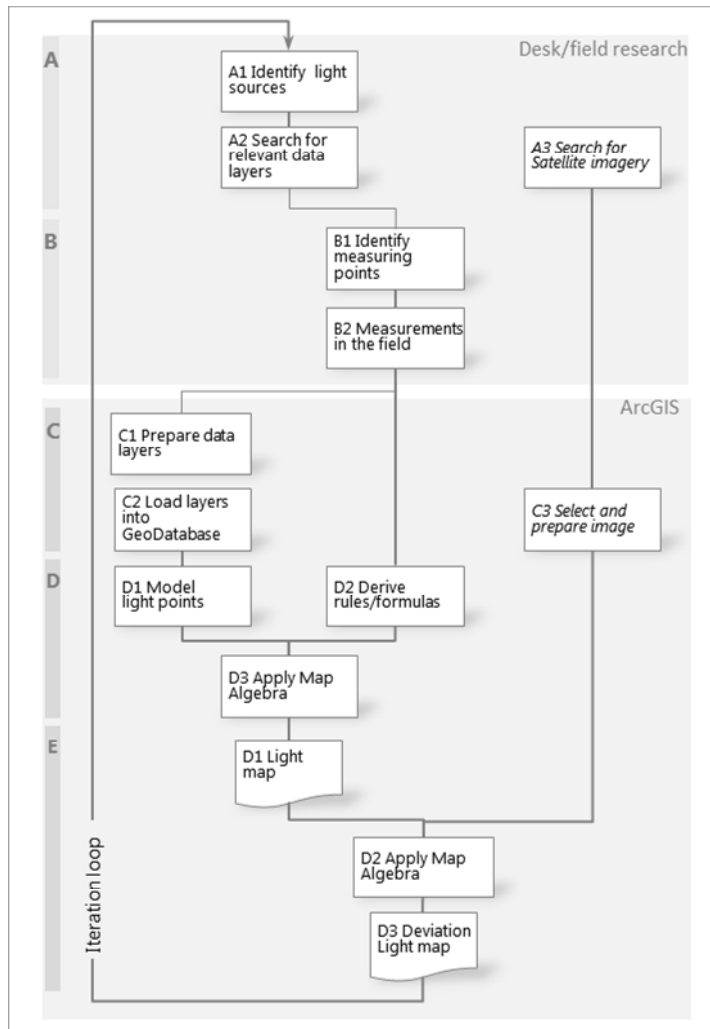 Desk/field research
A
A1 Identify light
sources
A2 Search for
relevant data
layers
A3 Search for
Satellite imagery
B
B1 Identify
measuring
points
B2 Measurements
in the field
ArcGIS
C
C1 Prepare data
layers
C2 Load layers
into
GeoDatabase
C3 Select and
prepare image
D
D1 Model
light points
D2 Derive
rules/formulas
D3 Apply Map
Algebra
E
D1 Light
map
D2 Apply Map
Algebra
D3 Deviation
Light map
Iteration loop